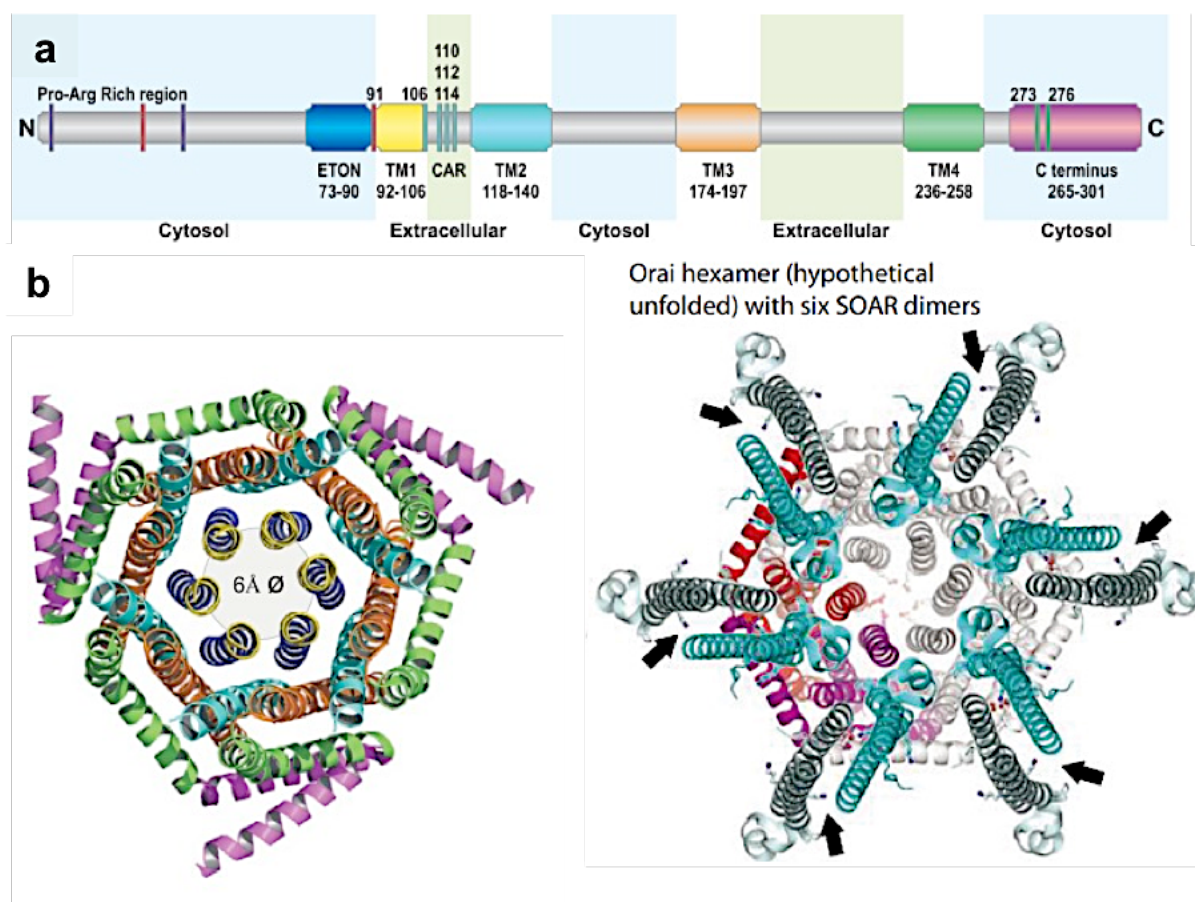 a
110
112
Pro-Arg Rich region 91 106 114 273 276
N C
ETON TM1 CAR TM2 TM3 TM4 C terminus
73-90 92-106 118-140 174-197 236-258 265-301
Cytosol Extracellular Cytosol Extracellular Cytosol
b
Orai hexamer (hypothetical
unfolded) with six SOAR dimers
6Å Ø